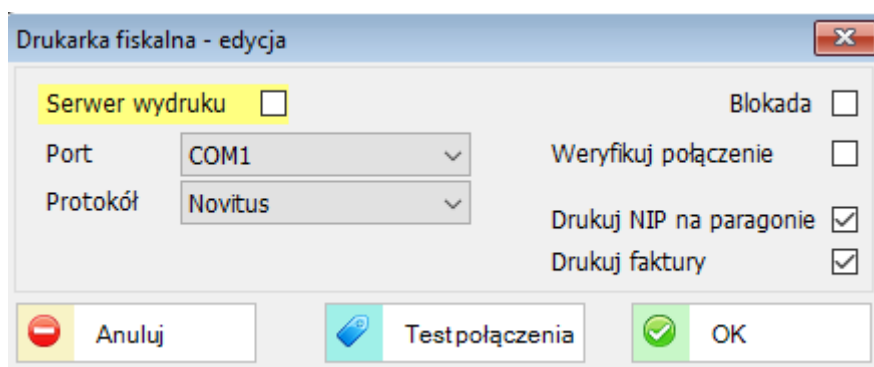 Drukarka fiskalna - edycja
Serwer wydruku
Blokada
Port COM1
Weryfikuj połączenie
Protokół Novitus
Drukuj NIP na paragonie
Drukuj faktury
Anuluj Test połączenia OK